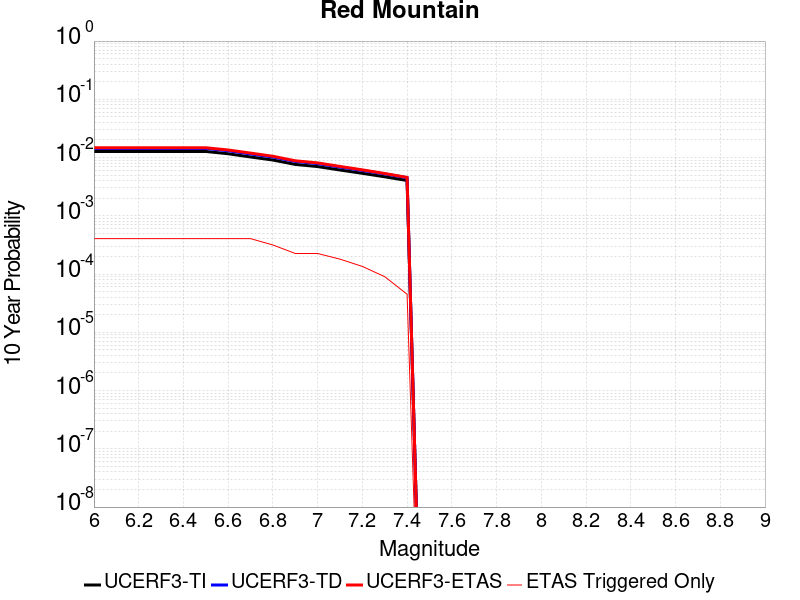 Red Mountain
10 0
10 -1
10 -2
10 -3
10 -4
10 -5
10 -6
10 -7
10 -8
10 Year Probability
6 6.2 6.4 6.6 6.8 7 7.2 7.4 7.6 7.8 8 8.2 8.4 8.6 8.8 9
Magnitude
UCERF3-TI UCERF3-TD UCERF3-ETAS ETAS Triggered Only